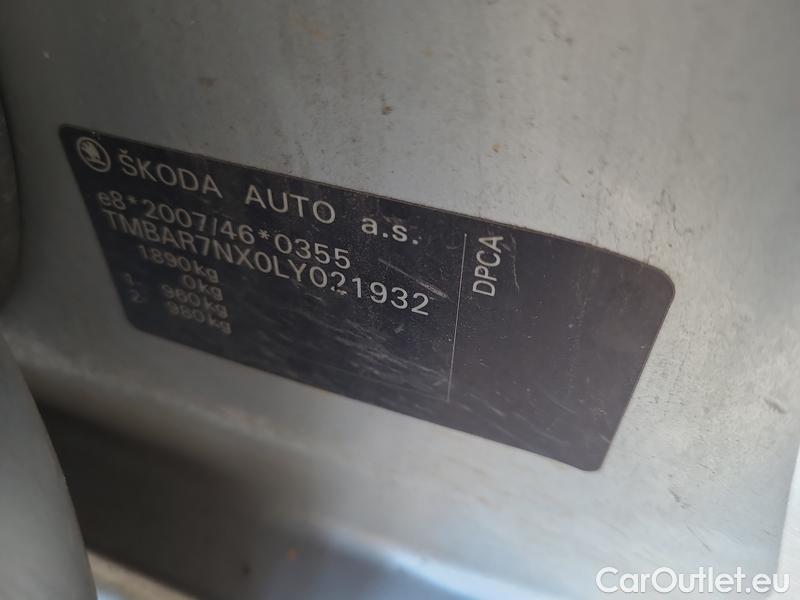 ŠKODA AUTO a.s.
e8*2007/46*0355
TMBAR7NX0LY021932
1890kg
0kg
1. 960kg
2. 980kg
DPCA
CarOutlet.eu